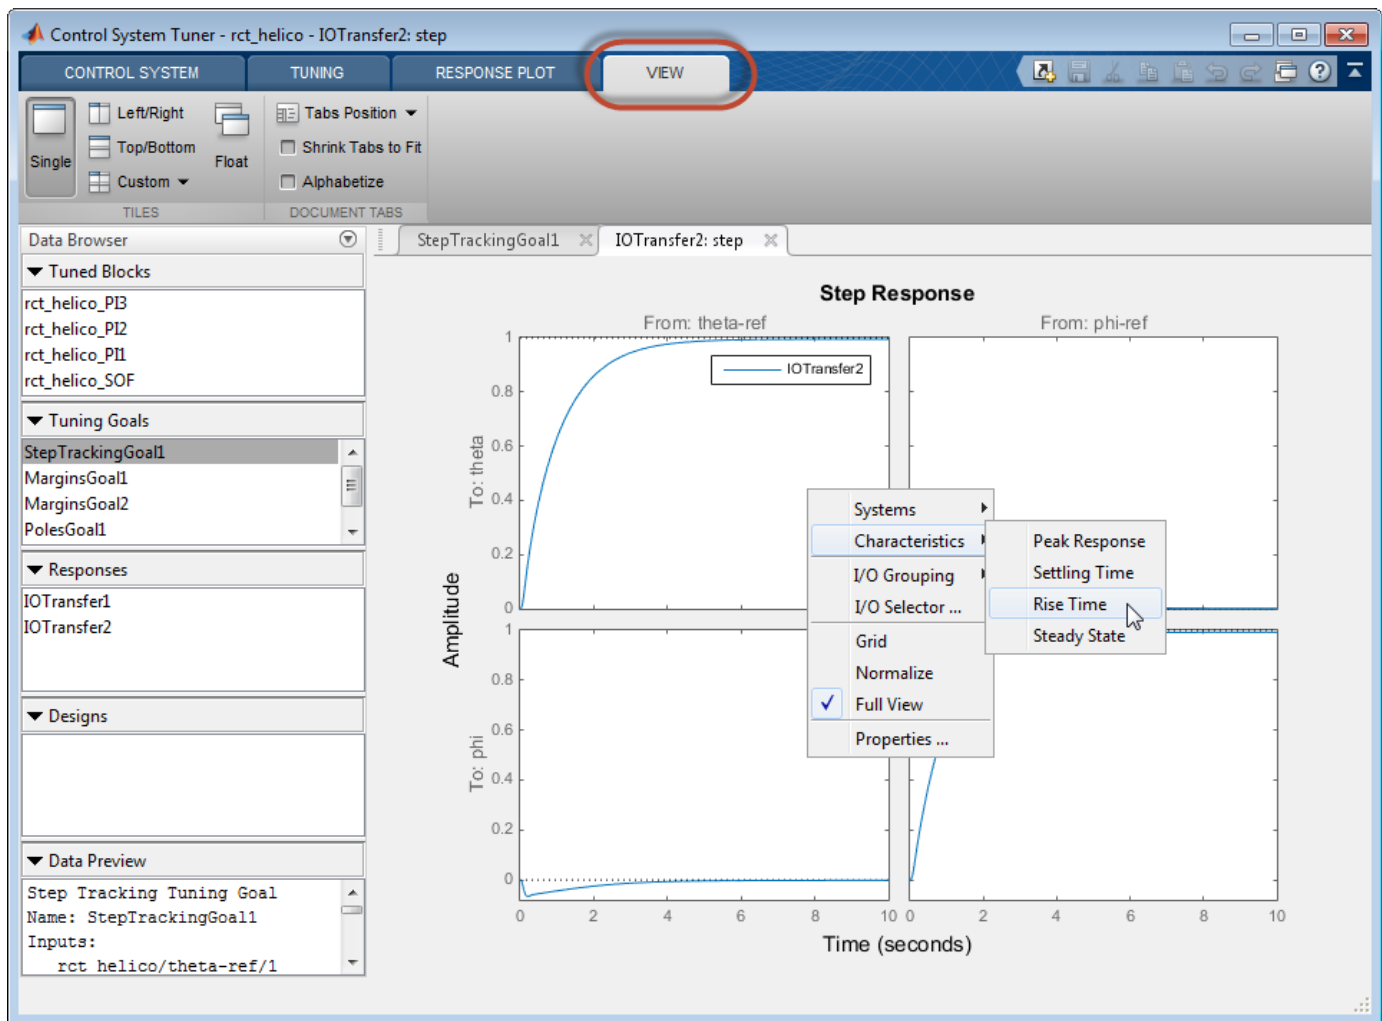 Control System Tuner - rct_helico - IOTransfer2: step
CONTROL SYSTEM
TUNING
RESPONSE PLOT
VIEW
Single
Left/Right
Top/Bottom
Custom
Float
Tabs Position
Shrink Tabs to Fit
Alphabetize
TILES
DOCUMENT TABS
Data Browser
Tuned Blocks
rct_helico_PI3
rct_helico_PI2
rct_helico_PI1
rct_helico_SOF
Tuning Goals
StepTrackingGoal1
MarginsGoal1
MarginsGoal2
PolesGoal1
Responses
IOTransfer1
IOTransfer2
Designs
Data Preview
Step Tracking Tuning Goal
Name: StepTrackingGoal1
Inputs:
rct_helico/theta-ref/1
StepTrackingGoal1
IOTransfer2: step
Step Response
From: theta-ref
From: phi-ref
IOTransfer2
To: theta
To: phi
Amplitude
1
0.8
0.6
0.4
0.2
0
1
0.8
0.6
0.4
0.2
0
0 2 4 6 8 10
0 2 4 6 8 10
Time (seconds)
Systems
Characteristics
I/O Grouping
I/O Selector ...
Grid
Normalize
Full View
Properties ...
Peak Response
Settling Time
Rise Time
Steady State